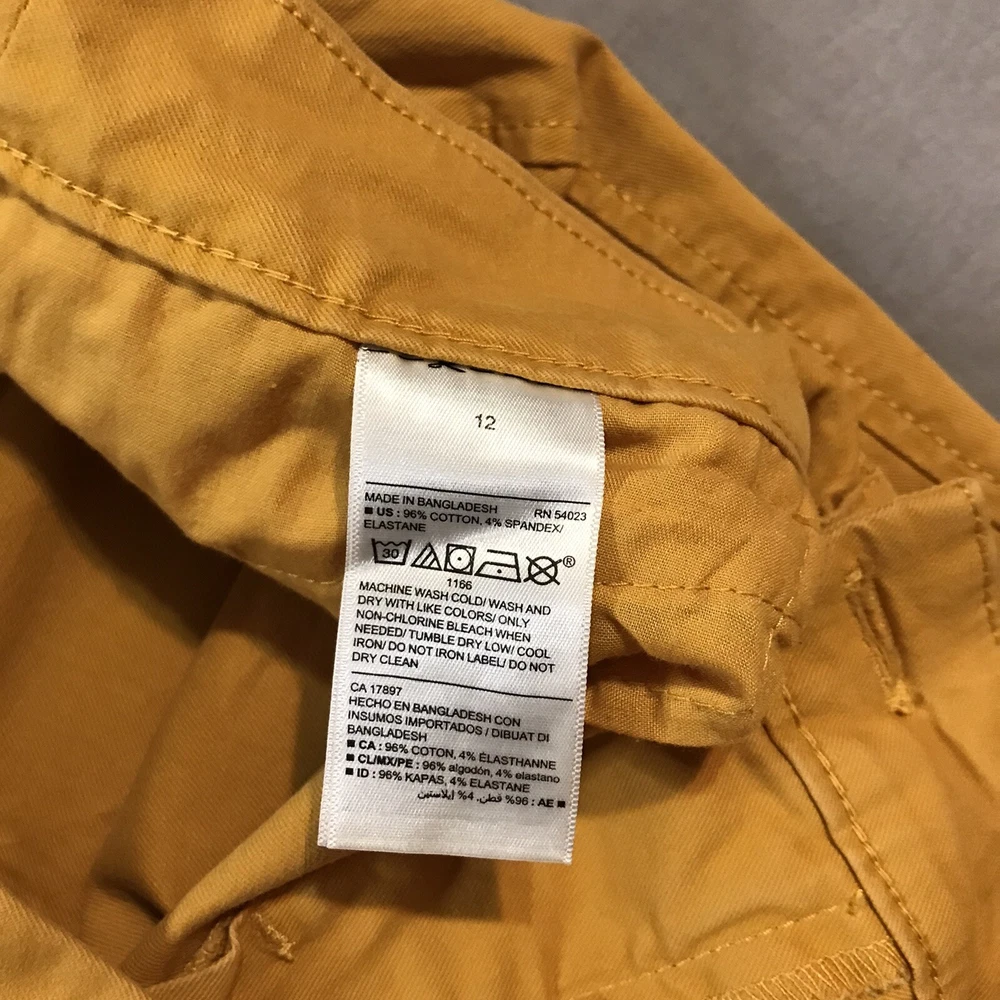 12
MADE IN BANGLADESH RN 54023
■ US : 96% COTTON, 4% SPANDEX/
ELASTANE
30
®
1166
MACHINE WASH COLD/ WASH AND
DRY WITH LIKE COLORS/ ONLY
NON-CHLORINE BLEACH WHEN
NEEDED/ TUMBLE DRY LOW/ COOL
IRON/ DO NOT IRON LABEL/ DO NOT
DRY CLEAN
CA 17897
HECHO EN BANGLADESH CON
INSUMOS IMPORTADOS / DIBUAT DI
BANGLADESH
■ CA : 96% COTTON, 4% ÉLASTHANNE
■ CL/MX/PE : 96% algodón, 4% elastano
■ ID : 96% KAPAS, 4% ELASTANE
■ AE : %96 قطن, %4 إيلاستين